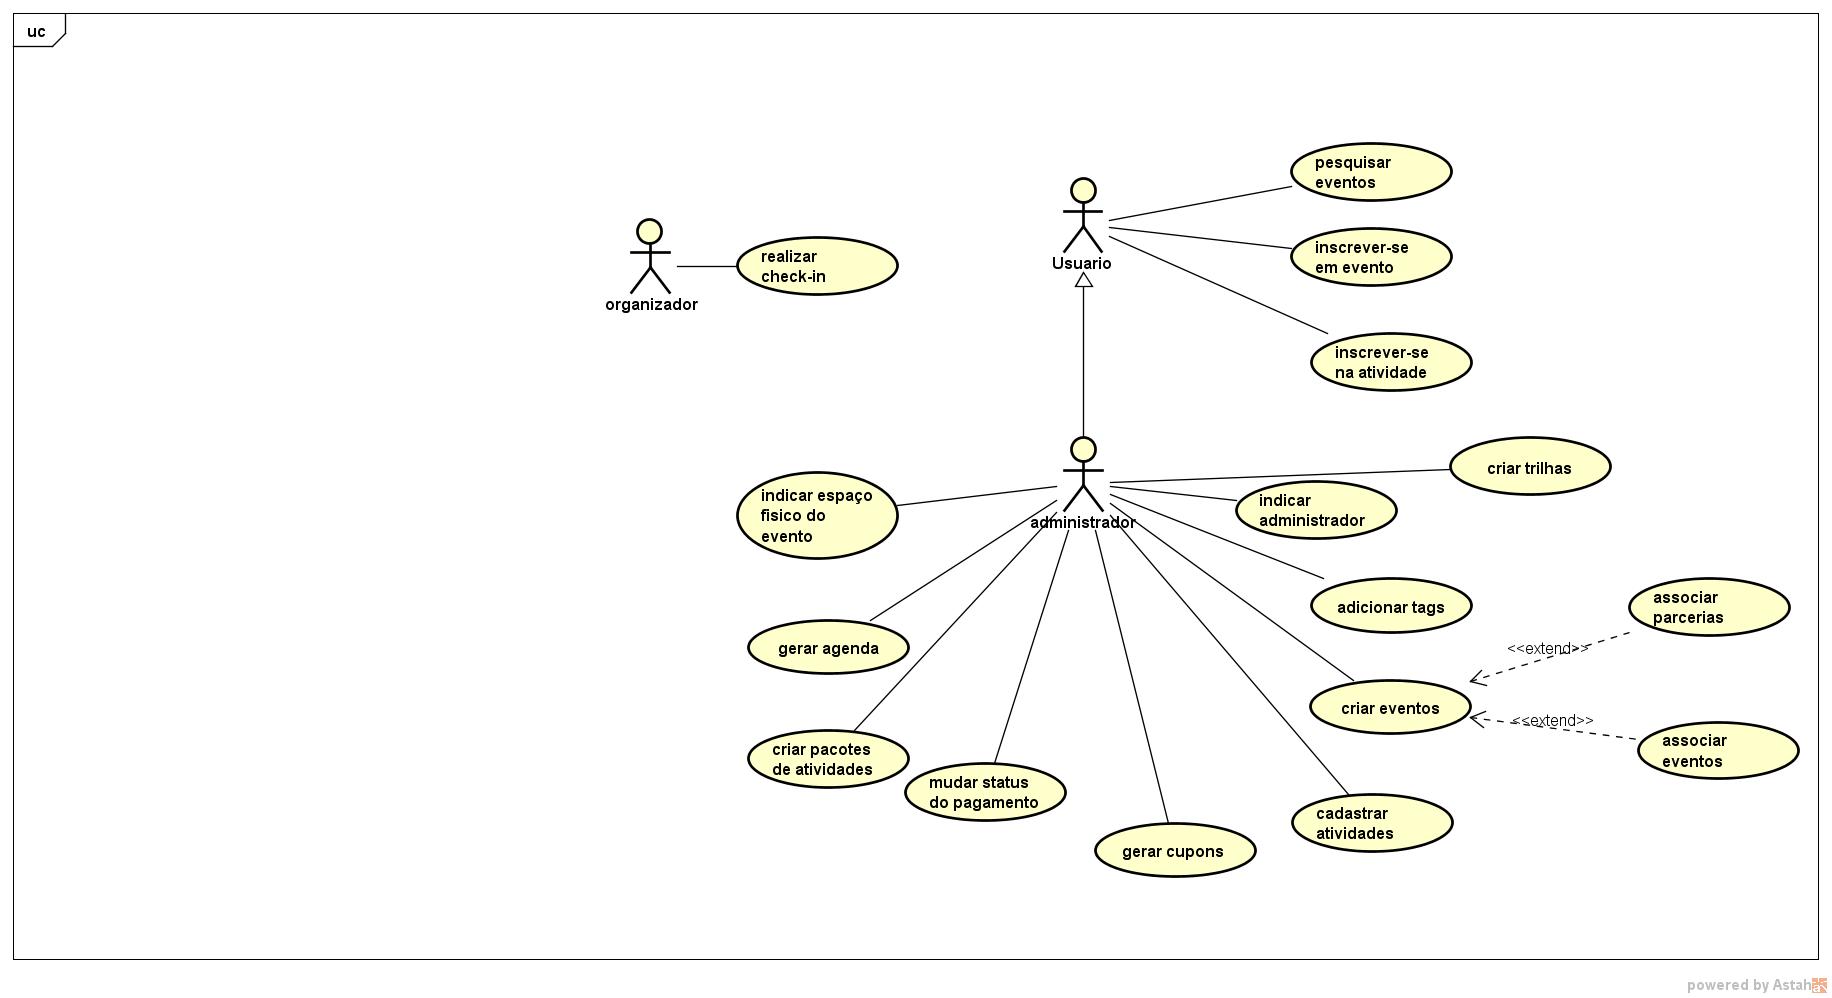 uc
pesquisar
eventos
Usuario
inscrever-se
em evento
realizar
check-in
organizador
inscrever-se
na atividade
criar trilhas
indicar espaço
fisico do
evento
administrador
indicar
administrador
adicionar tags
associar
parcerias
<<extend>>
gerar agenda
criar eventos
<<extend>>
associar
eventos
criar pacotes
de atividades
mudar status
do pagamento
cadastrar
atividades
gerar cupons
powered by Astah